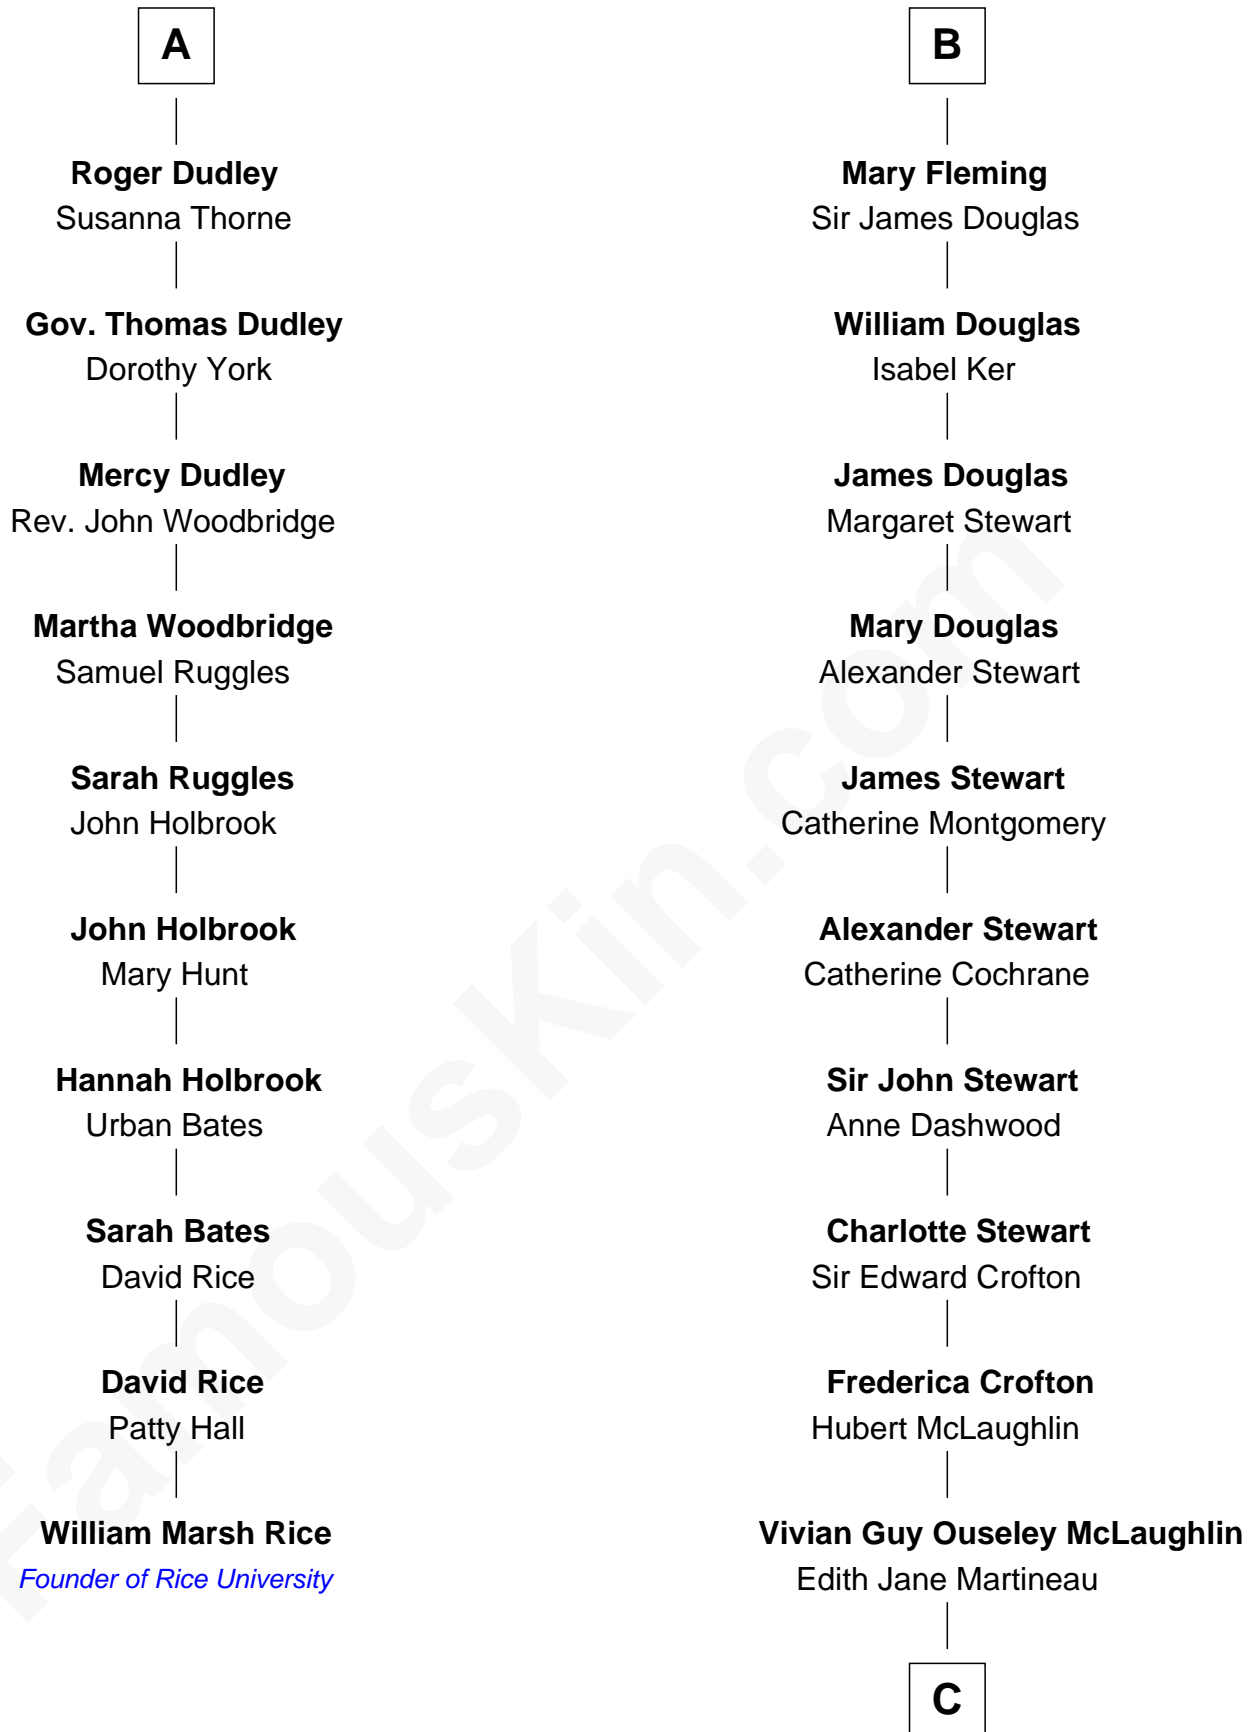 A
Roger Dudley
Susanna Thorne
Gov. Thomas Dudley
Dorothy York
Mercy Dudley
Rev. John Woodbridge
Martha Woodbridge
Samuel Ruggles
Sarah Ruggles
John Holbrook
John Holbrook
Mary Hunt
Hannah Holbrook
Urban Bates
Sarah Bates
David Rice
David Rice
Patty Hall
William Marsh Rice
Founder of Rice University
B
Mary Fleming
Sir James Douglas
William Douglas
Isabel Ker
James Douglas
Margaret Stewart
Mary Douglas
Alexander Stewart
James Stewart
Catherine Montgomery
Alexander Stewart
Catherine Cochrane
Sir John Stewart
Anne Dashwood
Charlotte Stewart
Sir Edward Crofton
Frederica Crofton
Hubert McLaughlin
Vivian Guy Ouseley McLaughlin
Edith Jane Martineau
C
FamousKin.com